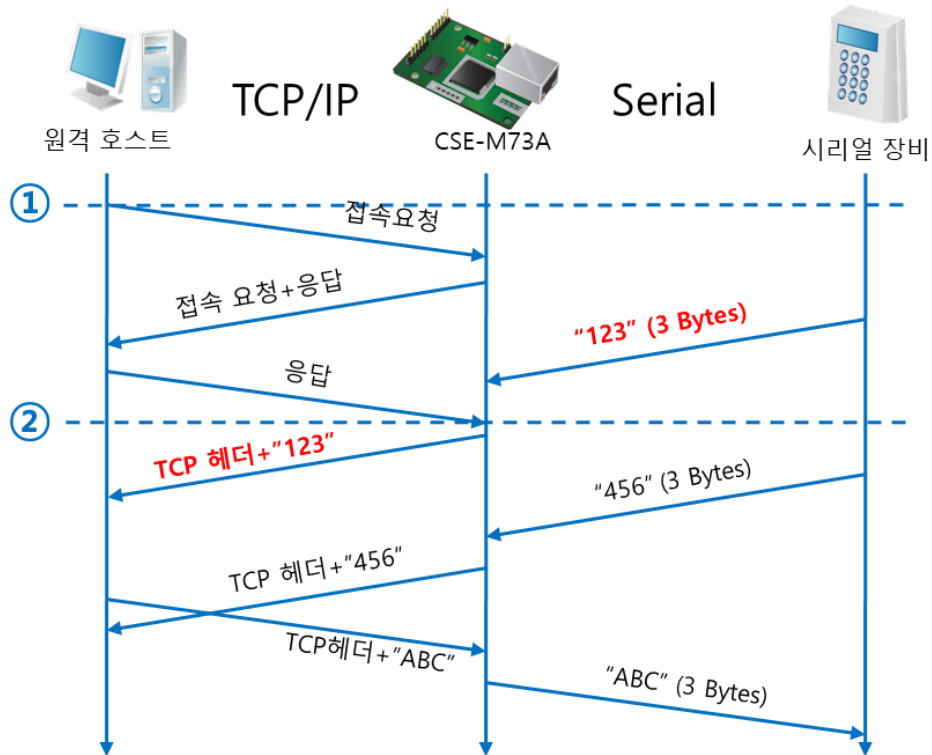 TCP/IP
Serial
원격 호스트
CSE-M73A
시리얼 장비
①
접속요청
접속 요청+응답
“123” (3 Bytes)
응답
②
TCP 헤더+”123”
“456” (3 Bytes)
TCP 헤더+”456”
TCP헤더+”ABC”
“ABC” (3 Bytes)